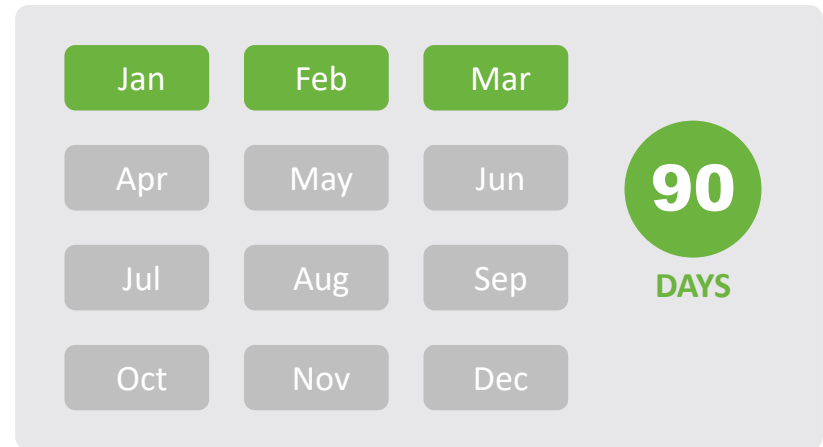 Jan Feb Mar
Apr May Jun
90
Jul Aug Sep
DAYS
Oct Nov Dec